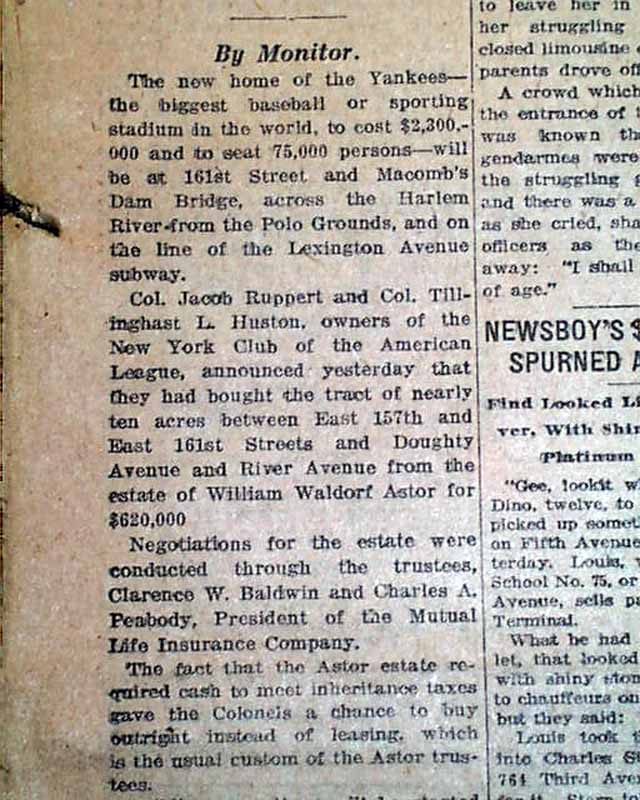 By Monitor.
The new home of the Yankees—
the biggest baseball or sporting
stadium in the world, to cost $2,300,-
000 and to seat 75,000 persons—will
be at 161st Street and Macomb's
Dam Bridge, across the Harlem
River from the Polo Grounds, and on
the line of the Lexington Avenue
subway.
Col. Jacob Ruppert and Col. Till-
inghast L. Huston, owners of the
New York Club of the American
League, announced yesterday that
they had bought the tract of nearly
ten acres between East 157th and
East 161st Streets and Doughty
Avenue and River Avenue from the
estate of William Waldorf Astor for
$620,000
Negotiations for the estate were
conducted through the trustees,
Clarence W. Baldwin and Charles A.
Peabody, President of the Mutual
Life Insurance Company.
The fact that the Astor estate re-
quired cash to meet inheritance taxes
gave the Colonels a chance to buy
outright instead of leasing, which
is the usual custom of the Astor trus-
tees.
to leave her in
her struggling
closed limousine
parents drove off
A crowd which
the entrance of
was known th
gendarmes were
the struggling
and there was a
as she cried, sha
officers as the
away: "I shall
of age."
NEWSBOY'S $
SPURNED A
Find Looked Li
ver, With Shin
Platinum
"Gee, lookit w
Dino, twelve, to
picked up somet
on Fifth Avenue
terday. Louis,
School No. 75, or
Avenue, sells pa
Terminal.
What he had
let, that looked
with shiny ston
to chauffeurs on
but they said:
Louis took t
into Charles St
764 Third Aven